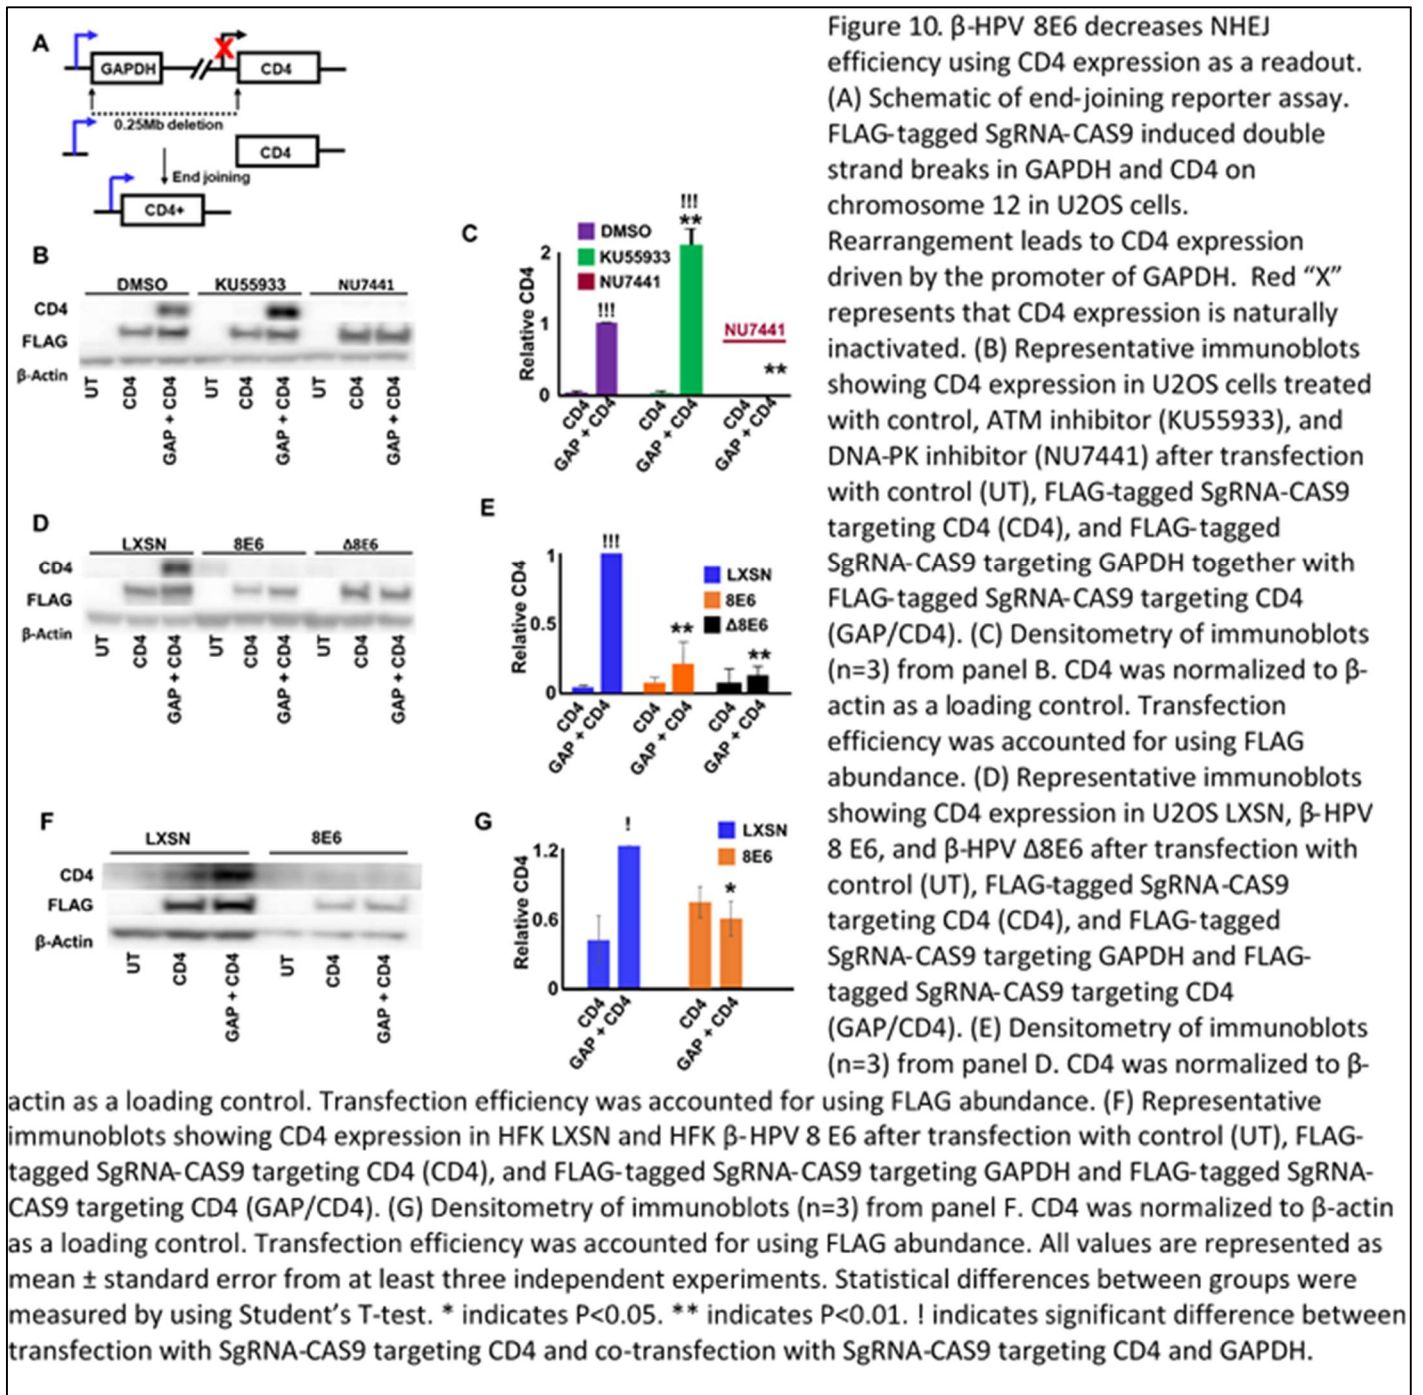 A
GAPDH
X
CD4
0.25Mb deletion
CD4
End joining
CD4+
B
DMSO KU55933 NU7441
CD4
FLAG
β-Actin
UT CD4 GAP + CD4 UT CD4 GAP + CD4 UT CD4 GAP + CD4
C
DMSO
KU55933
NU7441
!!!
!!!
**
NU7441
**
Relative CD4
2
1
0
CD4 GAP + CD4 CD4 GAP + CD4 CD4 GAP + CD4
D
LXSN 8E6 Δ8E6
CD4
FLAG
β-Actin
UT CD4 GAP + CD4 UT CD4 GAP + CD4 UT CD4 GAP + CD4
E
!!!
LXSN
8E6
Δ8E6
**
**
Relative CD4
1
0.5
0
CD4 GAP + CD4 CD4 GAP + CD4 CD4 GAP + CD4
F
LXSN 8E6
CD4
FLAG
β-Actin
UT CD4 GAP + CD4 UT CD4 GAP + CD4
G
!
LXSN
8E6
*
Relative CD4
1.2
0.6
0
CD4 GAP + CD4 CD4 GAP + CD4
Figure 10. β-HPV 8E6 decreases NHEJ
efficiency using CD4 expression as a readout.
(A) Schematic of end-joining reporter assay.
FLAG-tagged SgRNA-CAS9 induced double
strand breaks in GAPDH and CD4 on
chromosome 12 in U2OS cells.
Rearrangement leads to CD4 expression
driven by the promoter of GAPDH. Red “X”
represents that CD4 expression is naturally
inactivated. (B) Representative immunoblots
showing CD4 expression in U2OS cells treated
with control, ATM inhibitor (KU55933), and
DNA-PK inhibitor (NU7441) after transfection
with control (UT), FLAG-tagged SgRNA-CAS9
targeting CD4 (CD4), and FLAG-tagged
SgRNA-CAS9 targeting GAPDH together with
FLAG-tagged SgRNA-CAS9 targeting CD4
(GAP/CD4). (C) Densitometry of immunoblots
(n=3) from panel B. CD4 was normalized to β-
actin as a loading control. Transfection
efficiency was accounted for using FLAG
abundance. (D) Representative immunoblots
showing CD4 expression in U2OS LXSN, β-HPV
8 E6, and β-HPV Δ8E6 after transfection with
control (UT), FLAG-tagged SgRNA-CAS9
targeting CD4 (CD4), and FLAG-tagged
SgRNA-CAS9 targeting GAPDH and FLAG-
tagged SgRNA-CAS9 targeting CD4
(GAP/CD4). (E) Densitometry of immunoblots
(n=3) from panel D. CD4 was normalized to β-
actin as a loading control. Transfection efficiency was accounted for using FLAG abundance. (F) Representative
immunoblots showing CD4 expression in HFK LXSN and HFK β-HPV 8 E6 after transfection with control (UT), FLAG-
tagged SgRNA-CAS9 targeting CD4 (CD4), and FLAG-tagged SgRNA-CAS9 targeting GAPDH and FLAG-tagged SgRNA-
CAS9 targeting CD4 (GAP/CD4). (G) Densitometry of immunoblots (n=3) from panel F. CD4 was normalized to β-actin
as a loading control. Transfection efficiency was accounted for using FLAG abundance. All values are represented as
mean ± standard error from at least three independent experiments. Statistical differences between groups were
measured by using Student’s T-test. * indicates P<0.05. ** indicates P<0.01. ! indicates significant difference between
transfection with SgRNA-CAS9 targeting CD4 and co-transfection with SgRNA-CAS9 targeting CD4 and GAPDH.